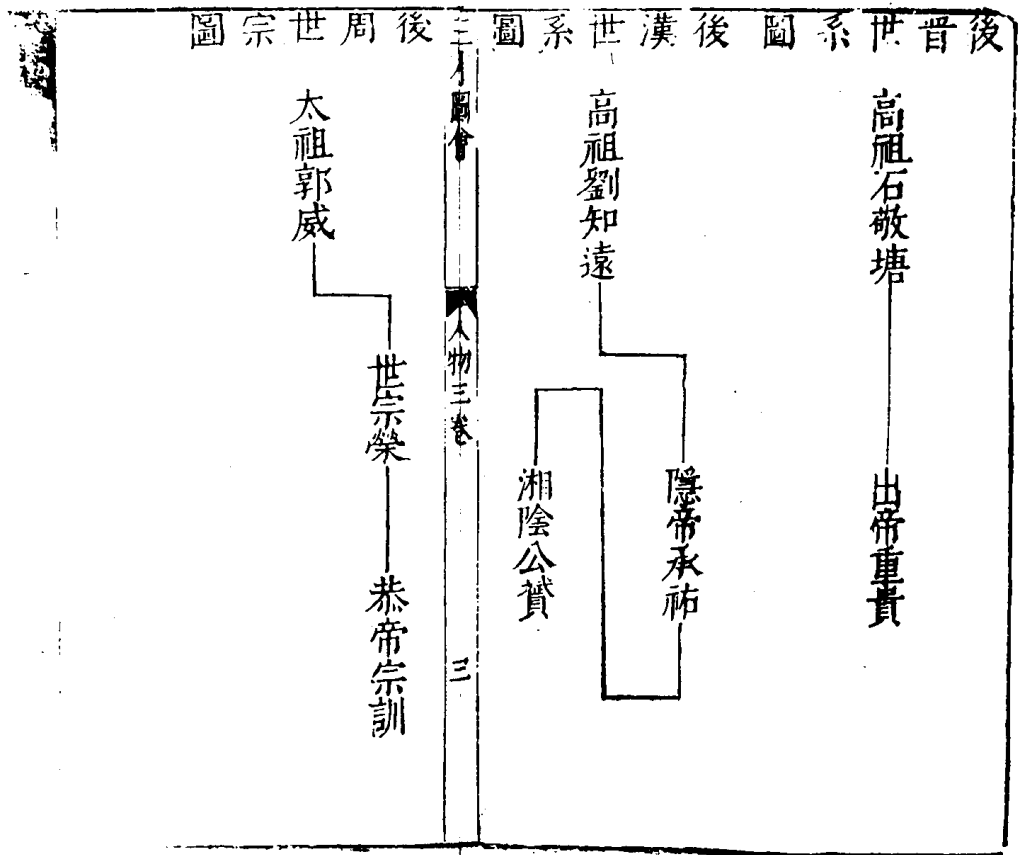 後晉世系圖
高祖石敬塘
出帝重貴
後漢世系圖
高祖劉知遠
隱帝承祐
湘陰公贇
三才圖會
人物三卷
三
後周世宗圖
太祖郭威
世宗榮
恭帝宗訓